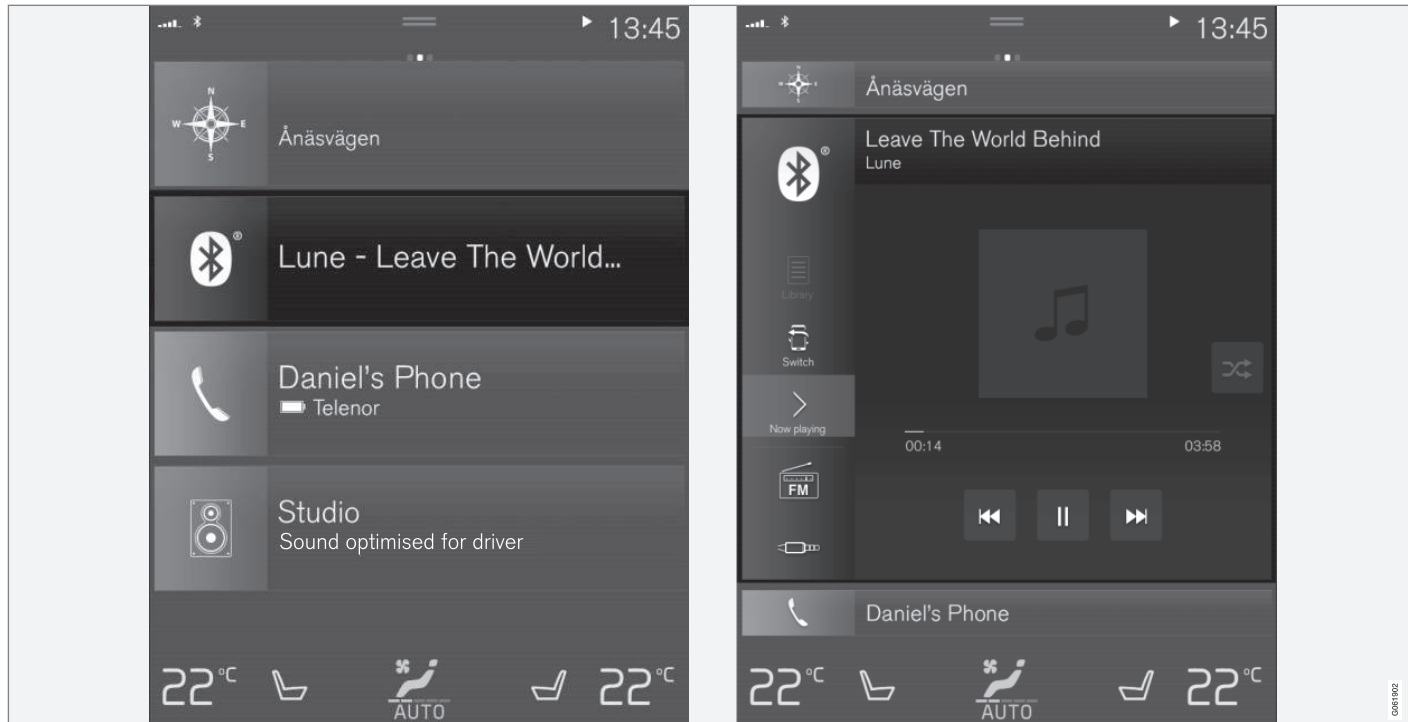 13:45
N
W E
S
Ånäsvägen
®
Lune - Leave The World...
Daniel's Phone
Telenor
Studio
Sound optimised for driver
22°C
AUTO
22°C
13:45
W E
Ånäsvägen
®
Leave The World Behind
Lune
Library
Switch
Now playing
00:14
03:58
FM
Daniel's Phone
22°C
AUTO
22°C
G061902